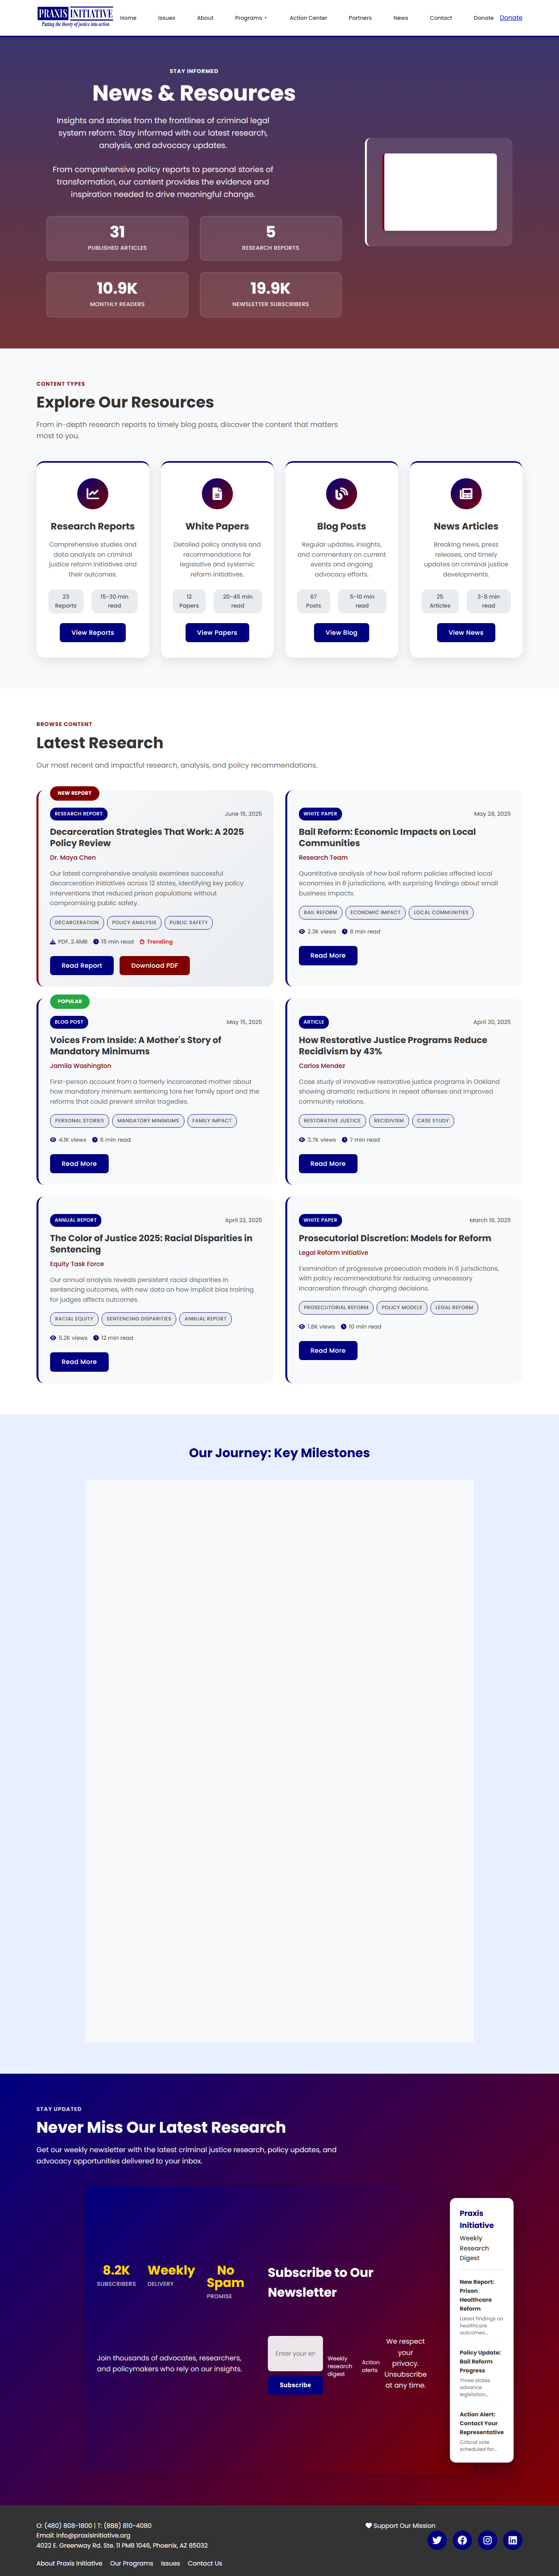 PRAXIS INITIATIVE
Putting the theory of justice into action
Home Issues About Programs Action Center Partners News Contact Donate Donate
STAY INFORMED
News & Resources
Insights and stories from the frontlines of criminal legal
system reform. Stay informed with our latest research,
analysis, and advocacy updates.
From comprehensive policy reports to personal stories of
transformation, our content provides the evidence and
inspiration needed to drive meaningful change.
31
PUBLISHED ARTICLES
5
RESEARCH REPORTS
10.9K
MONTHLY READERS
19.9K
NEWSLETTER SUBSCRIBERS
CONTENT TYPES
Explore Our Resources
From in-depth research reports to timely blog posts, discover the content that matters
most to you.
Research Reports
Comprehensive studies and
data analysis on criminal
justice reform initiatives and
their outcomes.
23
Reports
15-30 min
read
View Reports
White Papers
Detailed policy analysis and
recommendations for
legislative and systemic
reform initiatives.
12
Papers
20-45 min
read
View Papers
Blog Posts
Regular updates, insights,
and commentary on current
events and ongoing
advocacy efforts.
67
Posts
5-10 min
read
View Blog
News Articles
Breaking news, press
releases, and timely
updates on criminal justice
developments.
25
Articles
3-8 min
read
View News
BROWSE CONTENT
Latest Research
Our most recent and impactful research, analysis, and policy recommendations.
NEW REPORT
RESEARCH REPORT June 15, 2025
Decarceration Strategies That Work: A 2025
Policy Review
Dr. Maya Chen
Our latest comprehensive analysis examines successful
decarceration initiatives across 12 states, identifying key policy
interventions that reduced prison populations without
compromising public safety.
DECARCERATION POLICY ANALYSIS PUBLIC SAFETY
PDF, 2.4MB 15 min read Trending
Read Report Download PDF
WHITE PAPER May 28, 2025
Bail Reform: Economic Impacts on Local
Communities
Research Team
Quantitative analysis of how bail reform policies affected local
economies in 8 jurisdictions, with surprising findings about small
business impacts.
BAIL REFORM ECONOMIC IMPACT LOCAL COMMUNITIES
2.3K views 8 min read
Read More
POPULAR
BLOG POST May 15, 2025
Voices From Inside: A Mother's Story of
Mandatory Minimums
Jamila Washington
First-person account from a formerly incarcerated mother about
how mandatory minimum sentencing tore her family apart and the
reforms that could prevent similar tragedies.
PERSONAL STORIES MANDATORY MINIMUMS FAMILY IMPACT
4.1K views 6 min read
Read More
ARTICLE April 30, 2025
How Restorative Justice Programs Reduce
Recidivism by 43%
Carlos Mendez
Case study of innovative restorative justice programs in Oakland
showing dramatic reductions in repeat offenses and improved
community relations.
RESTORATIVE JUSTICE RECIDIVISM CASE STUDY
3.7K views 7 min read
Read More
ANNUAL REPORT April 22, 2025
The Color of Justice 2025: Racial Disparities in
Sentencing
Equity Task Force
Our annual analysis reveals persistent racial disparities in
sentencing outcomes, with new data on how implicit bias training
for judges affects outcomes.
RACIAL EQUITY SENTENCING DISPARITIES ANNUAL REPORT
5.2K views 12 min read
Read More
WHITE PAPER March 18, 2025
Prosecutorial Discretion: Models for Reform
Legal Reform Initiative
Examination of progressive prosecution models in 6 jurisdictions,
with policy recommendations for reducing unnecessary
incarceration through charging decisions.
PROSECUTORIAL REFORM POLICY MODELS LEGAL REFORM
1.8K views 10 min read
Read More
Our Journey: Key Milestones
STAY UPDATED
Never Miss Our Latest Research
Get our weekly newsletter with the latest criminal justice research, policy updates, and
advocacy opportunities delivered to your inbox.
8.2K
SUBSCRIBERS
Weekly
DELIVERY
No
Spam
PROMISE
Join thousands of advocates, researchers,
and policymakers who rely on our insights.
Subscribe to Our
Newsletter
Enter your em
Subscribe
Weekly
research
digest
Action
alerts
We respect
your
privacy.
Unsubscribe
at any time.
Praxis
Initiative
Weekly
Research
Digest
New Report:
Prison
Healthcare
Reform
Latest findings on
healthcare
outcomes...
Policy Update:
Bail Reform
Progress
Three states
advance
legislation...
Action Alert:
Contact Your
Representative
Critical vote
scheduled for...
O: (480) 808-1800 | T: (888) 810-4080
Email: info@praxisinitiative.org
4022 E. Greenway Rd. Ste. 11 PMB 1046, Phoenix, AZ 85032
About Praxis Initiative Our Programs Issues Contact Us
Support Our Mission